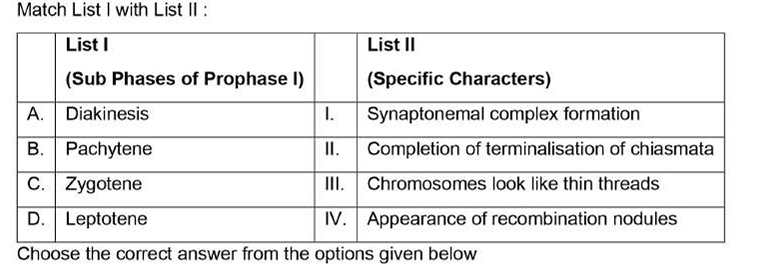 Match List I with List II :
List I List II
(Sub Phases of Prophase I) (Specific Characters)
A. Diakinesis I. Synaptonemal complex formation
B. Pachytene II. Completion of terminalisation of chiasmata
C. Zygotene III. Chromosomes look like thin threads
D. Leptotene IV. Appearance of recombination nodules
Choose the correct answer from the options given below